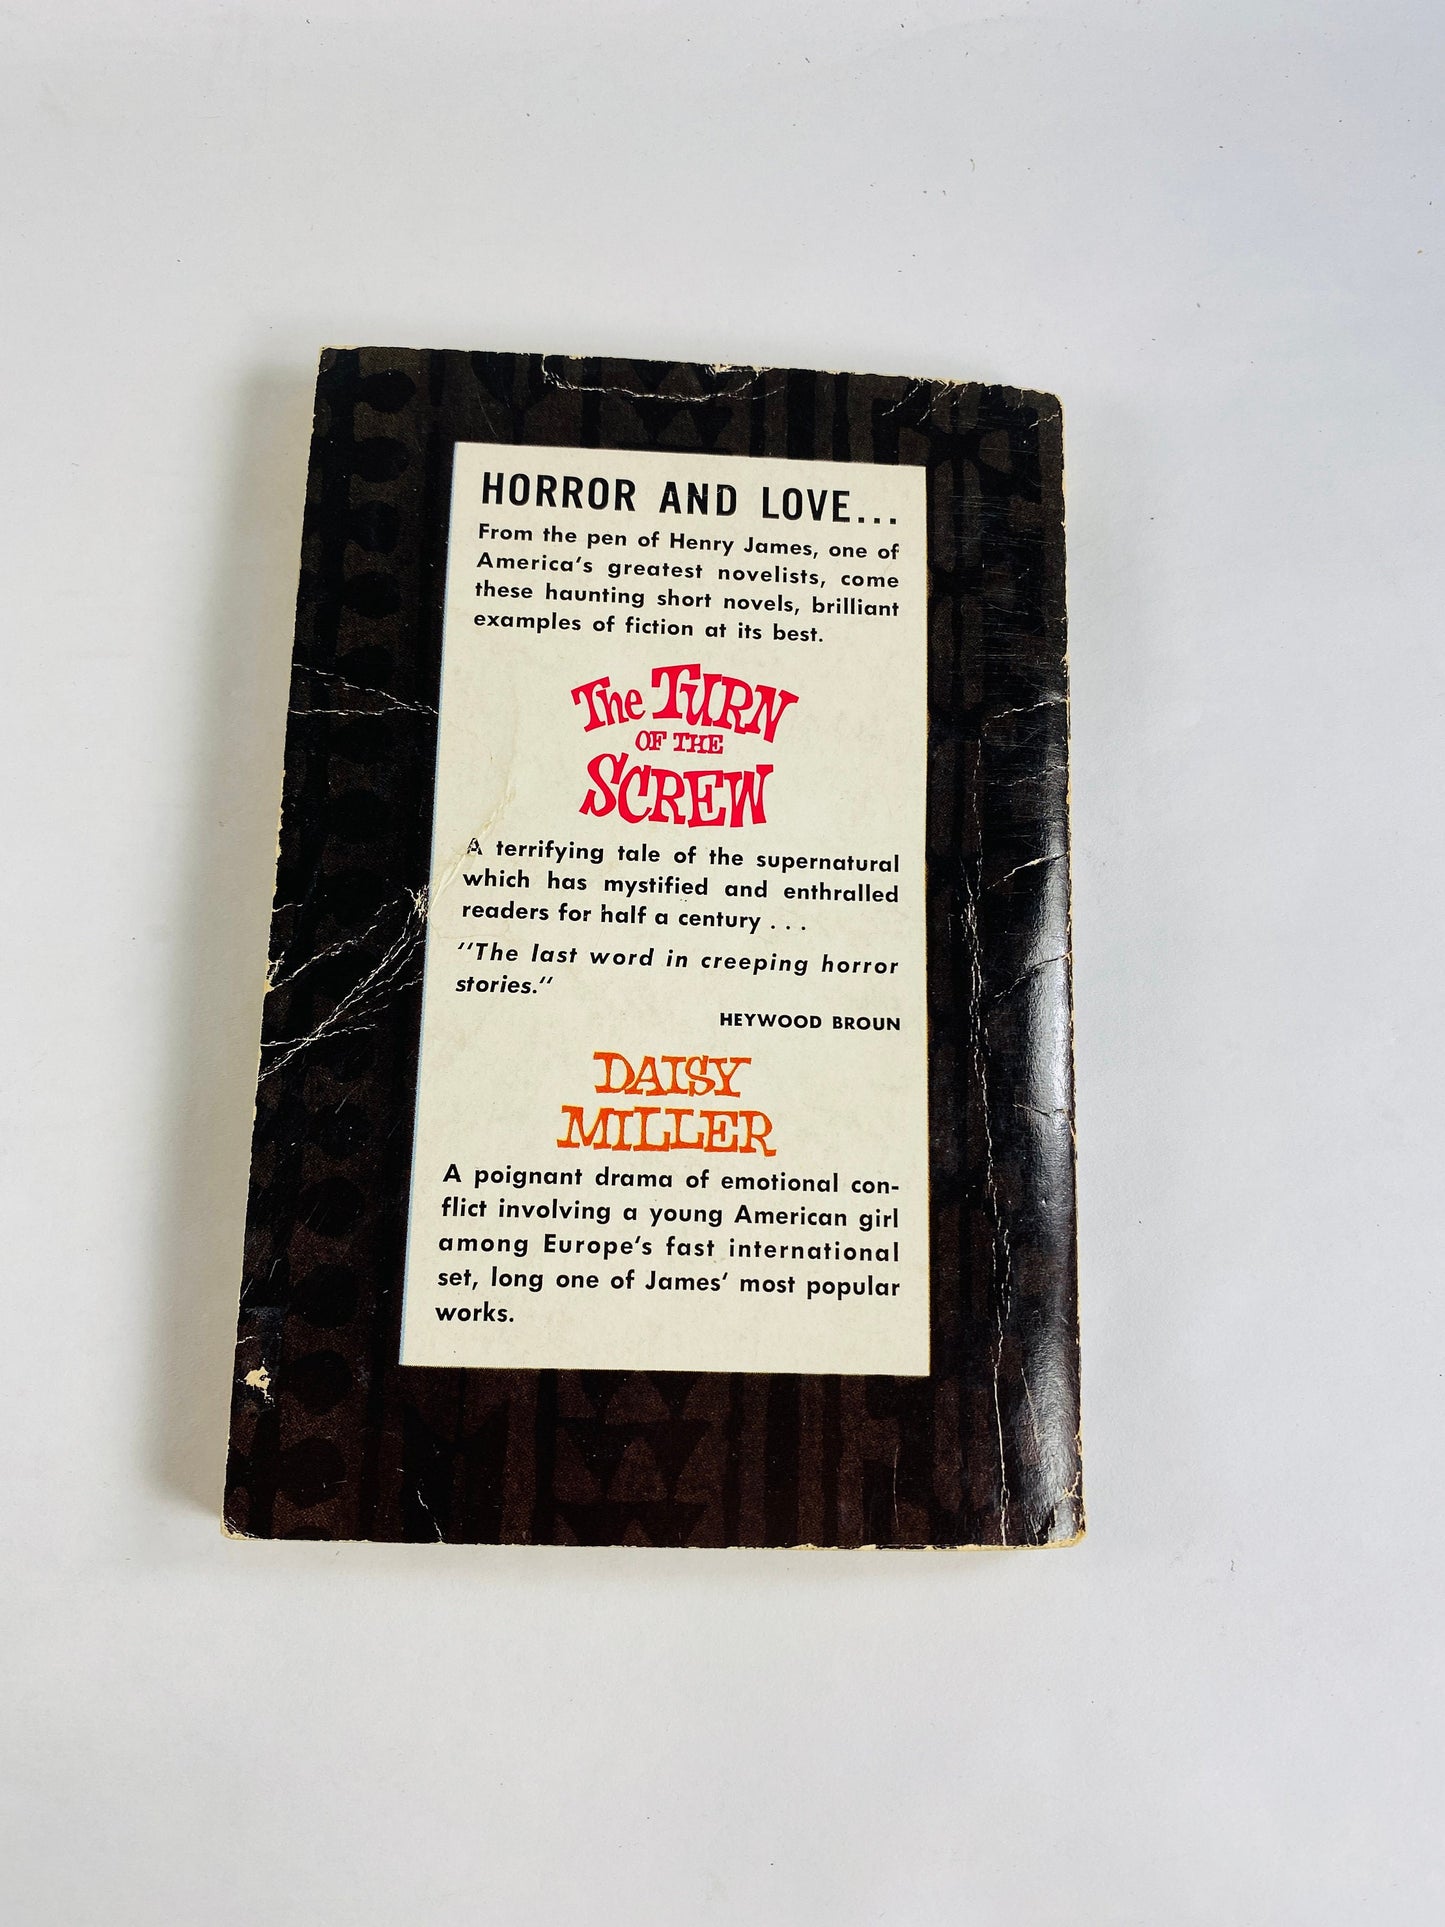 HORROR AND LOVE...
From the pen of Henry James, one of
America's greatest novelists, come
these haunting short novels, brilliant
examples of fiction at its best.
The TURN
OF THE
SCREW
A terrifying tale of the supernatural
which has mystified and enthralled
readers for half a century . . .
"The last word in creeping horror
stories."
HEYWOOD BROUN
DAISY
MILLER
A poignant drama of emotional con-
flict involving a young American girl
among Europe's fast international
set, long one of James' most popular
works.